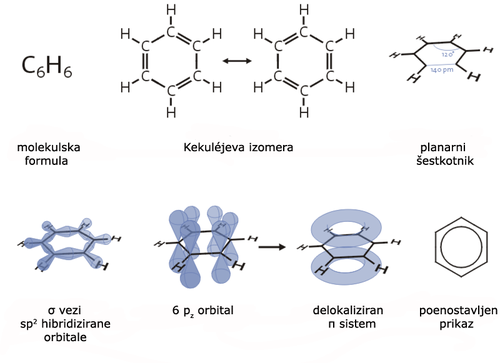 C₆H₆
H
H H
C
C C
C C
C
H H
H
H
H H
C
C C
C C
C
H H
H
H H
H H
120°
140 pm
H H
molekulska
formula
Kekuléjeva izomera
planarni
šestkotnik
H H
H H
H H
H H
H H
H H
H H
H H
H H
σ vezi
sp² hibridizirane
orbitale
6 p_z orbital
delokaliziran
π sistem
poenostavljen
prikaz